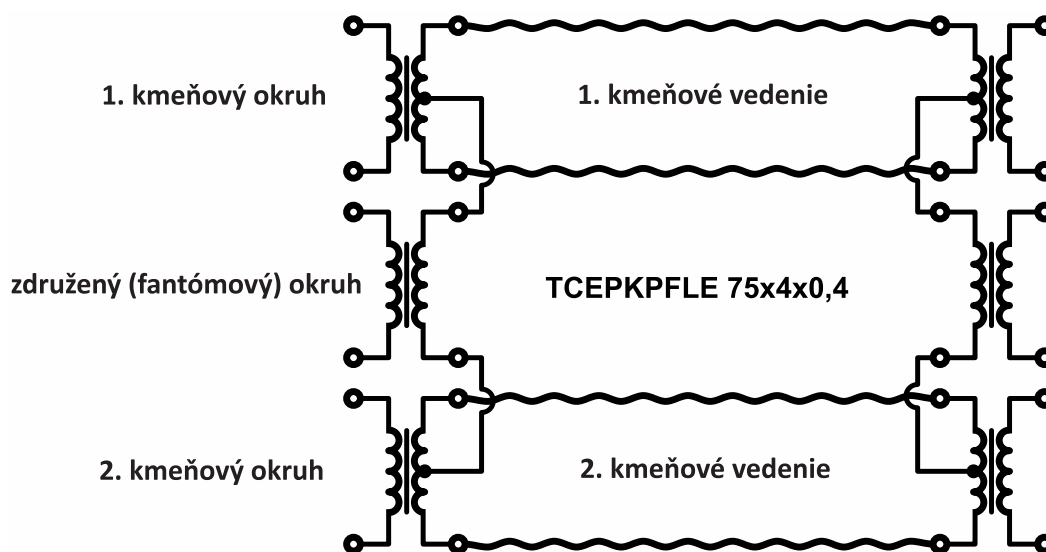 1. kmeňový okruh
1. kmeňové vedenie
združený (fantómový) okruh
TCEPKPFLE 75x4x0,4
2. kmeňový okruh
2. kmeňové vedenie